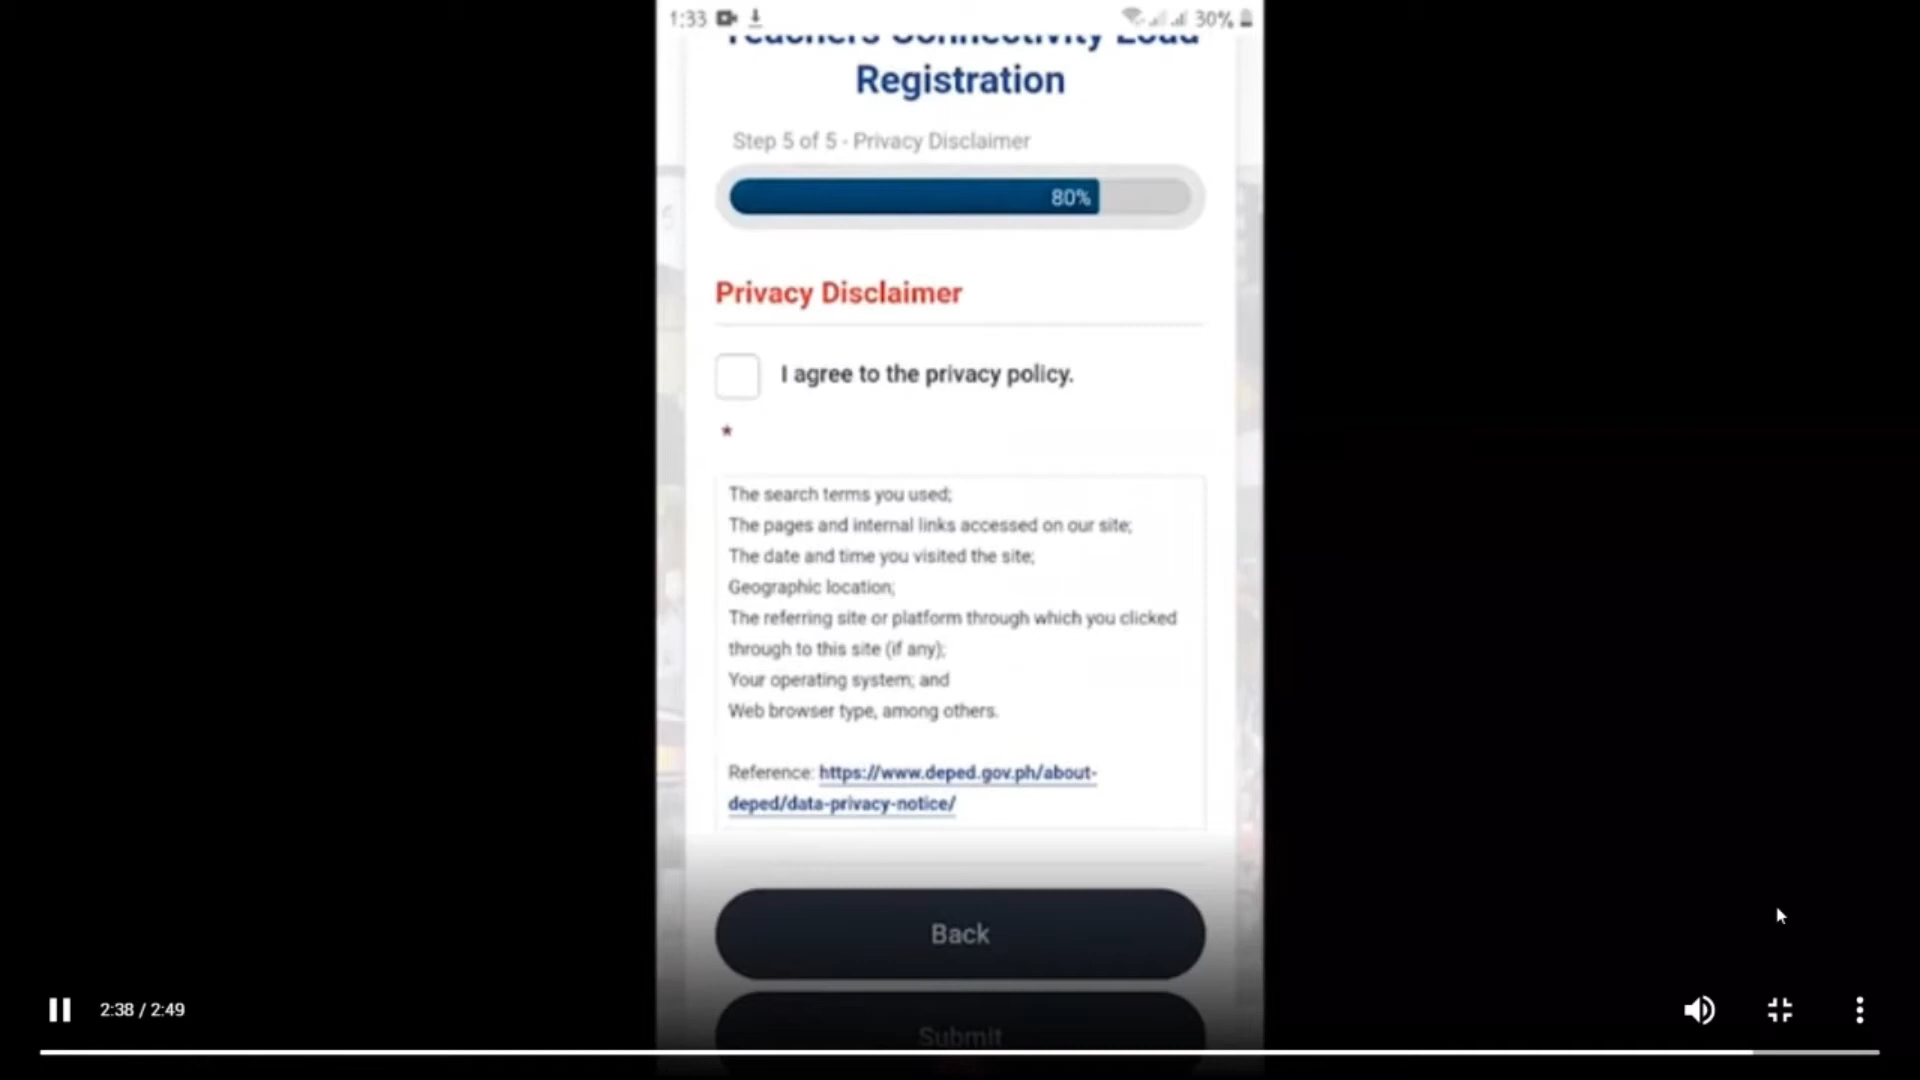 1:33 30%
Teachers Connectivity Load
Registration
Step 5 of 5 - Privacy Disclaimer
80%
Privacy Disclaimer
I agree to the privacy policy.
*
The search terms you used;
The pages and internal links accessed on our site;
The date and time you visited the site;
Geographic location;
The referring site or platform through which you clicked
through to this site (if any);
Your operating system; and
Web browser type, among others.
Reference: https://www.deped.gov.ph/about-
deped/data-privacy-notice/
Back
Submit
2:38 / 2:49